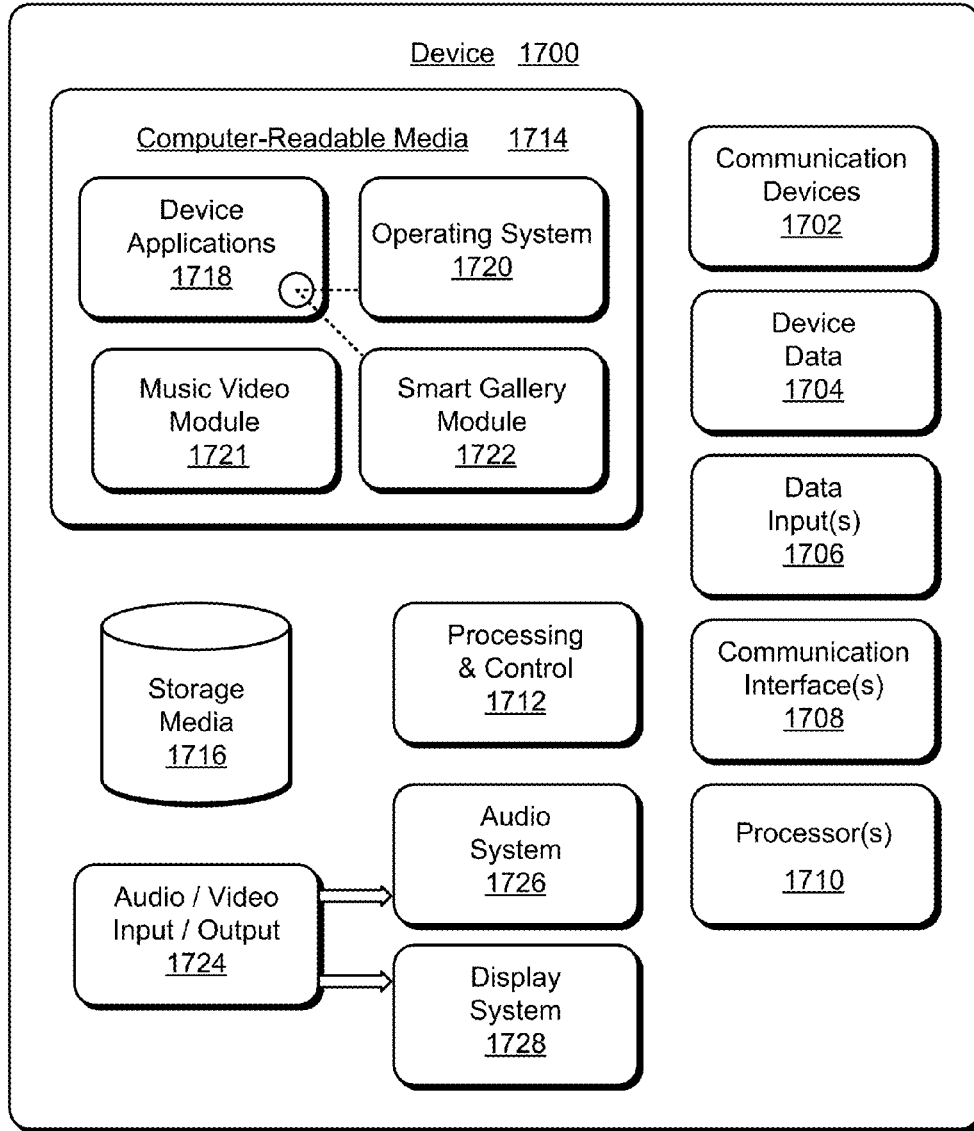 Device 1700
Computer-Readable Media 1714
Device
Applications
1718
Operating System
1720
Music Video
Module
1721
Smart Gallery
Module
1722
Communication
Devices
1702
Device
Data
1704
Data
Input(s)
1706
Communication
Interface(s)
1708
Processor(s)
1710
Storage
Media
1716
Processing
& Control
1712
Audio / Video
Input / Output
1724
Audio
System
1726
Display
System
1728